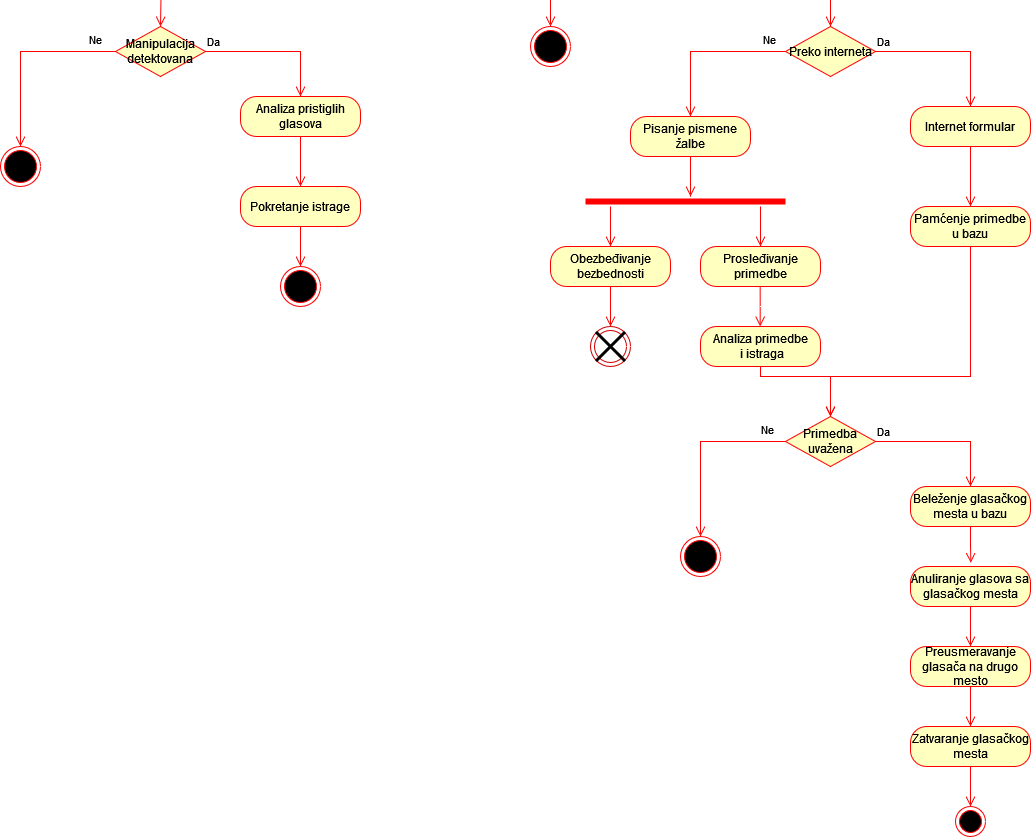 Ne
Manipulacija
detektovana
Da
Analiza pristiglih
glasova
Pokretanje istrage
Ne
Preko interneta
Da
Pisanje pismene
žalbe
Internet formular
Obezbeđivanje
bezbednosti
Prosleđivanje
primedbe
Pamćenje primedbe
u bazu
Analiza primedbe
i istraga
Ne
Primedba
uvažena
Da
Beleženje glasačkog
mesta u bazu
Anuliranje glasova sa
glasačkog mesta
Preusmeravanje
glasača na drugo
mesto
Zatvaranje glasačkog
mesta